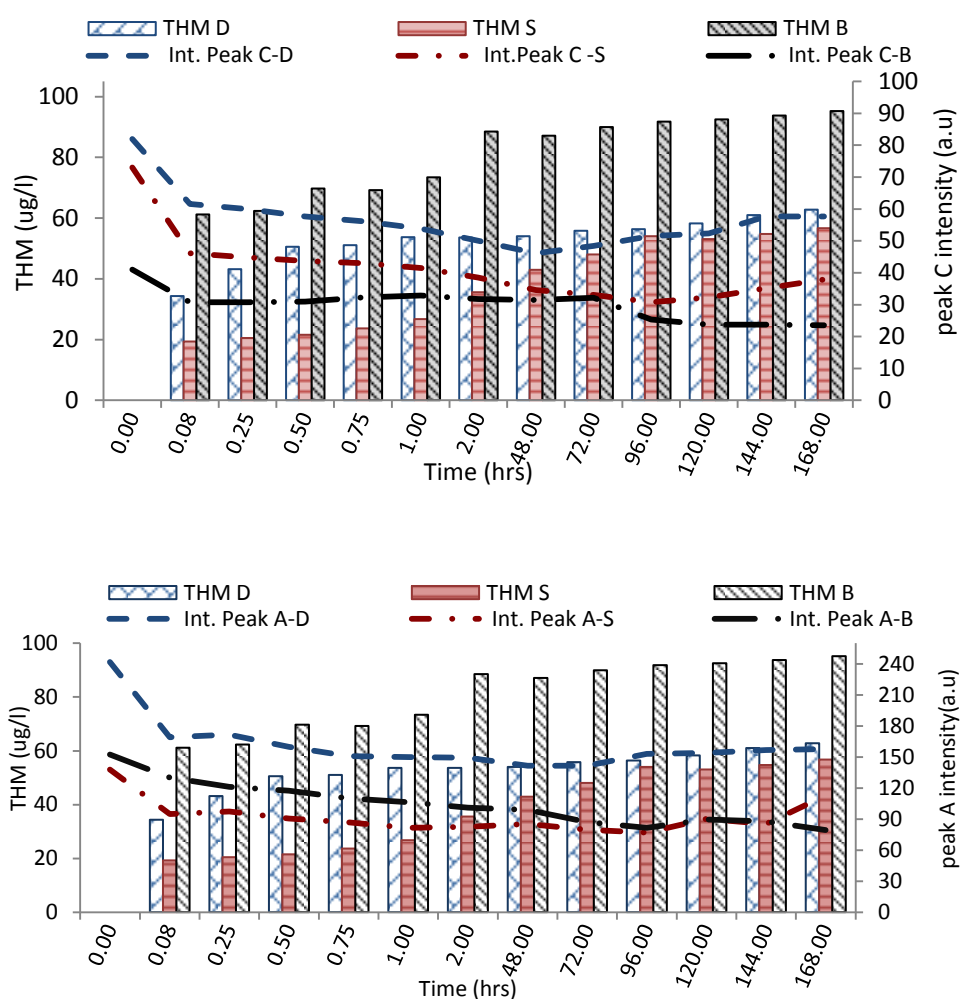 THM D THM S THM B
Int. Peak C-D Int.Peak C -S Int.Peak C-B
100 100
90
80 80
70
60 60
50
40 40
30
20 20
10
0 0
THM (ug/l)
peak C intensity (a.u)
0.00 0.08 0.25 0.50 0.75 1.00 2.00 48.00 72.00 96.00 120.00 144.00 168.00
Time (hrs)
THM D THM S THM B
Int. Peak A-D Int. Peak A-S Int. Peak A-B
100
240
80 210
180
60 150
120
40
90
20 60
30
0 0
THM (ug/l)
peak A intensity(a.u)
0.00 0.08 0.25 0.50 0.75 1.00 2.00 48.00 72.00 96.00 120.00 144.00 168.00
Time (hrs)